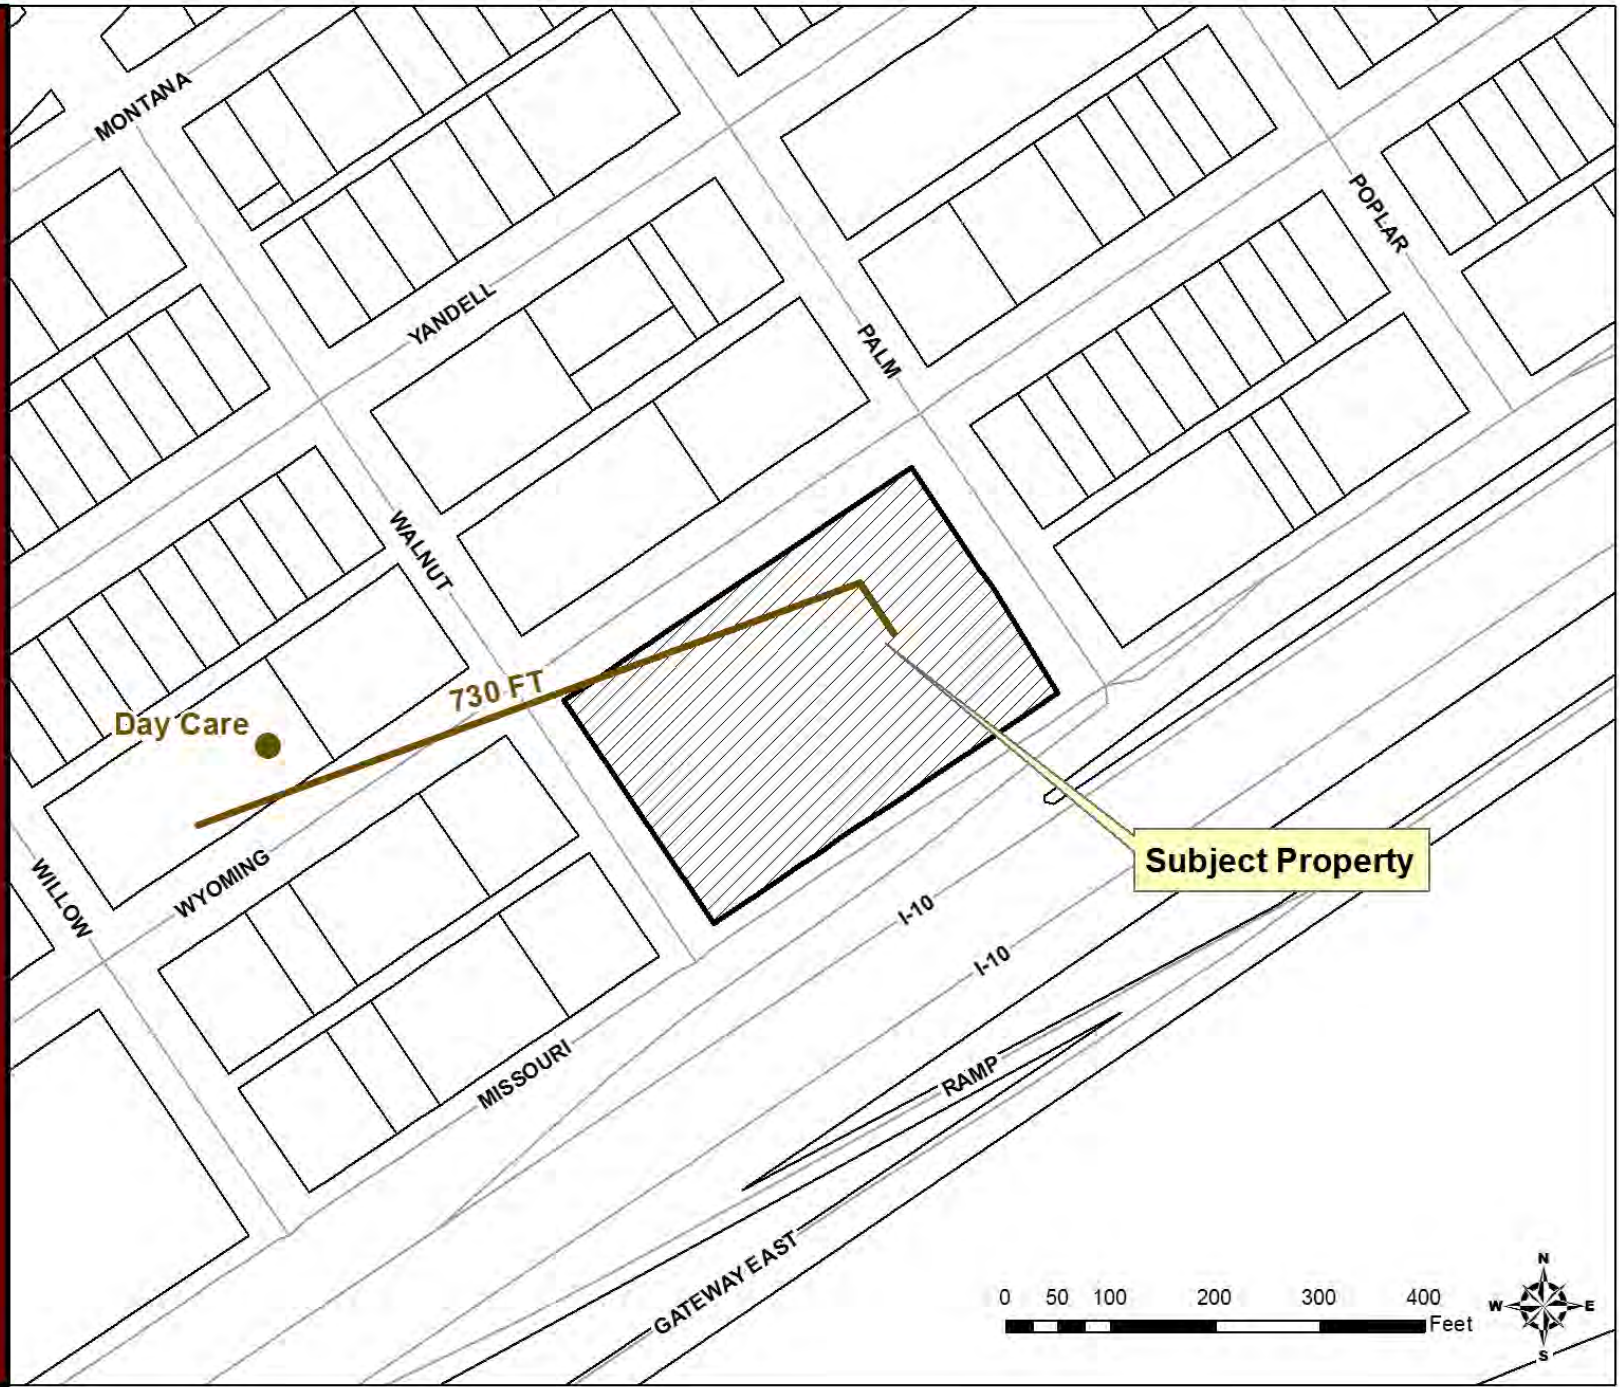 MONTANA
POPLAR
YANDELL
PALM
WALNUT
730 FT
Day Care
Subject Property
WILLOW
WYOMING
I-10
I-10
MISSOURI
RAMP
GATEWAY EAST
0 50 100 200 300 400
Feet
N
W E
S